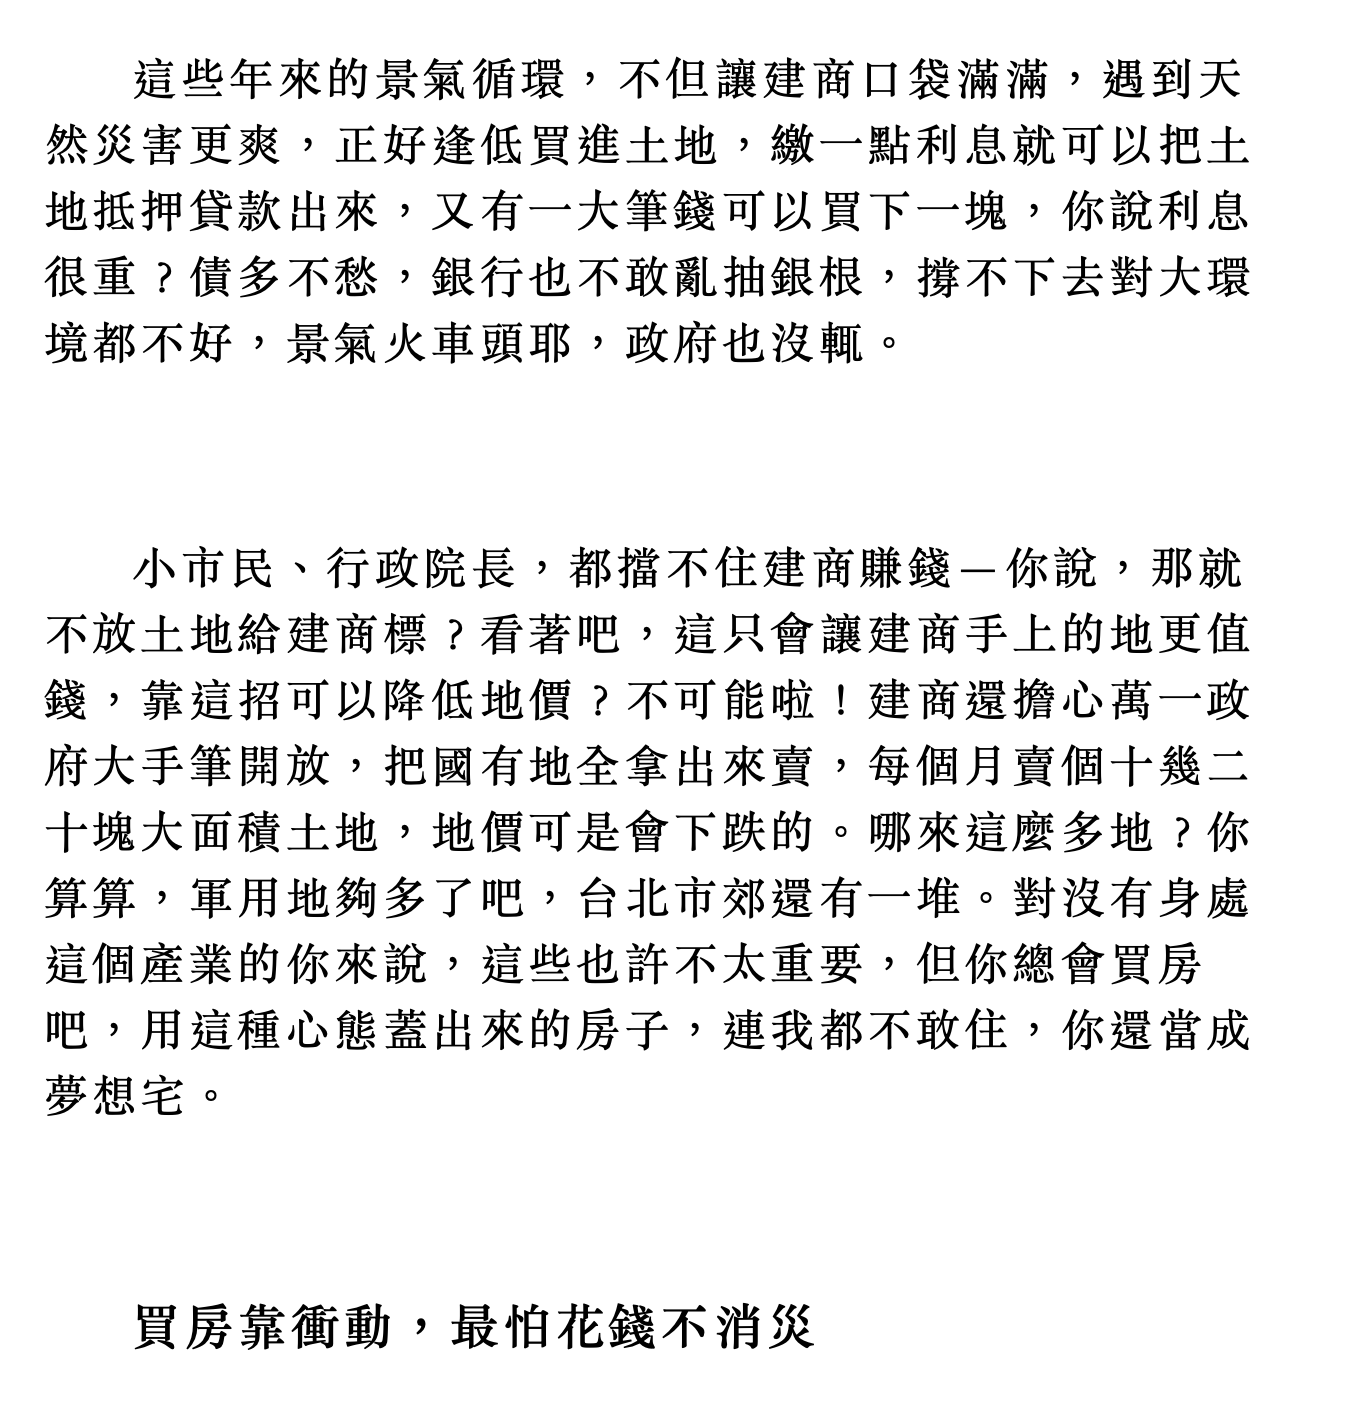 這些年來的景氣循環，不但讓建商口袋滿滿，遇到天
然災害更爽，正好逢低買進土地，繳一點利息就可以把土
地抵押貸款出來，又有一大筆錢可以買下一塊，你說利息
很重？債多不愁，銀行也不敢亂抽銀根，撐不下去對大環
境都不好，景氣火車頭耶，政府也沒輒。
小市民、行政院長，都擋不住建商賺錢—你說，那就
不放土地給建商標？看著吧，這只會讓建商手上的地更值
錢，靠這招可以降低地價？不可能啦！建商還擔心萬一政
府大手筆開放，把國有地全拿出來賣，每個月賣個十幾二
十塊大面積土地，地價可是會下跌的。哪來這麼多地？你
算算，軍用地夠多了吧，台北市郊還有一堆。對沒有身處
這個產業的你來說，這些也許不太重要，但你總會買房
吧，用這種心態蓋出來的房子，連我都不敢住，你還當成
夢想宅。
買房靠衝動，最怕花錢不消災